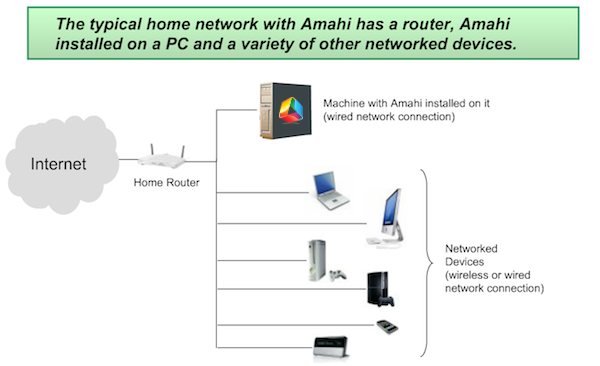 The typical home network with Amahi has a router, Amahi
installed on a PC and a variety of other networked devices.
Machine with Amahi installed on it
(wired network connection)
Internet
Home Router
Networked
Devices
(wireless or wired
network connection)